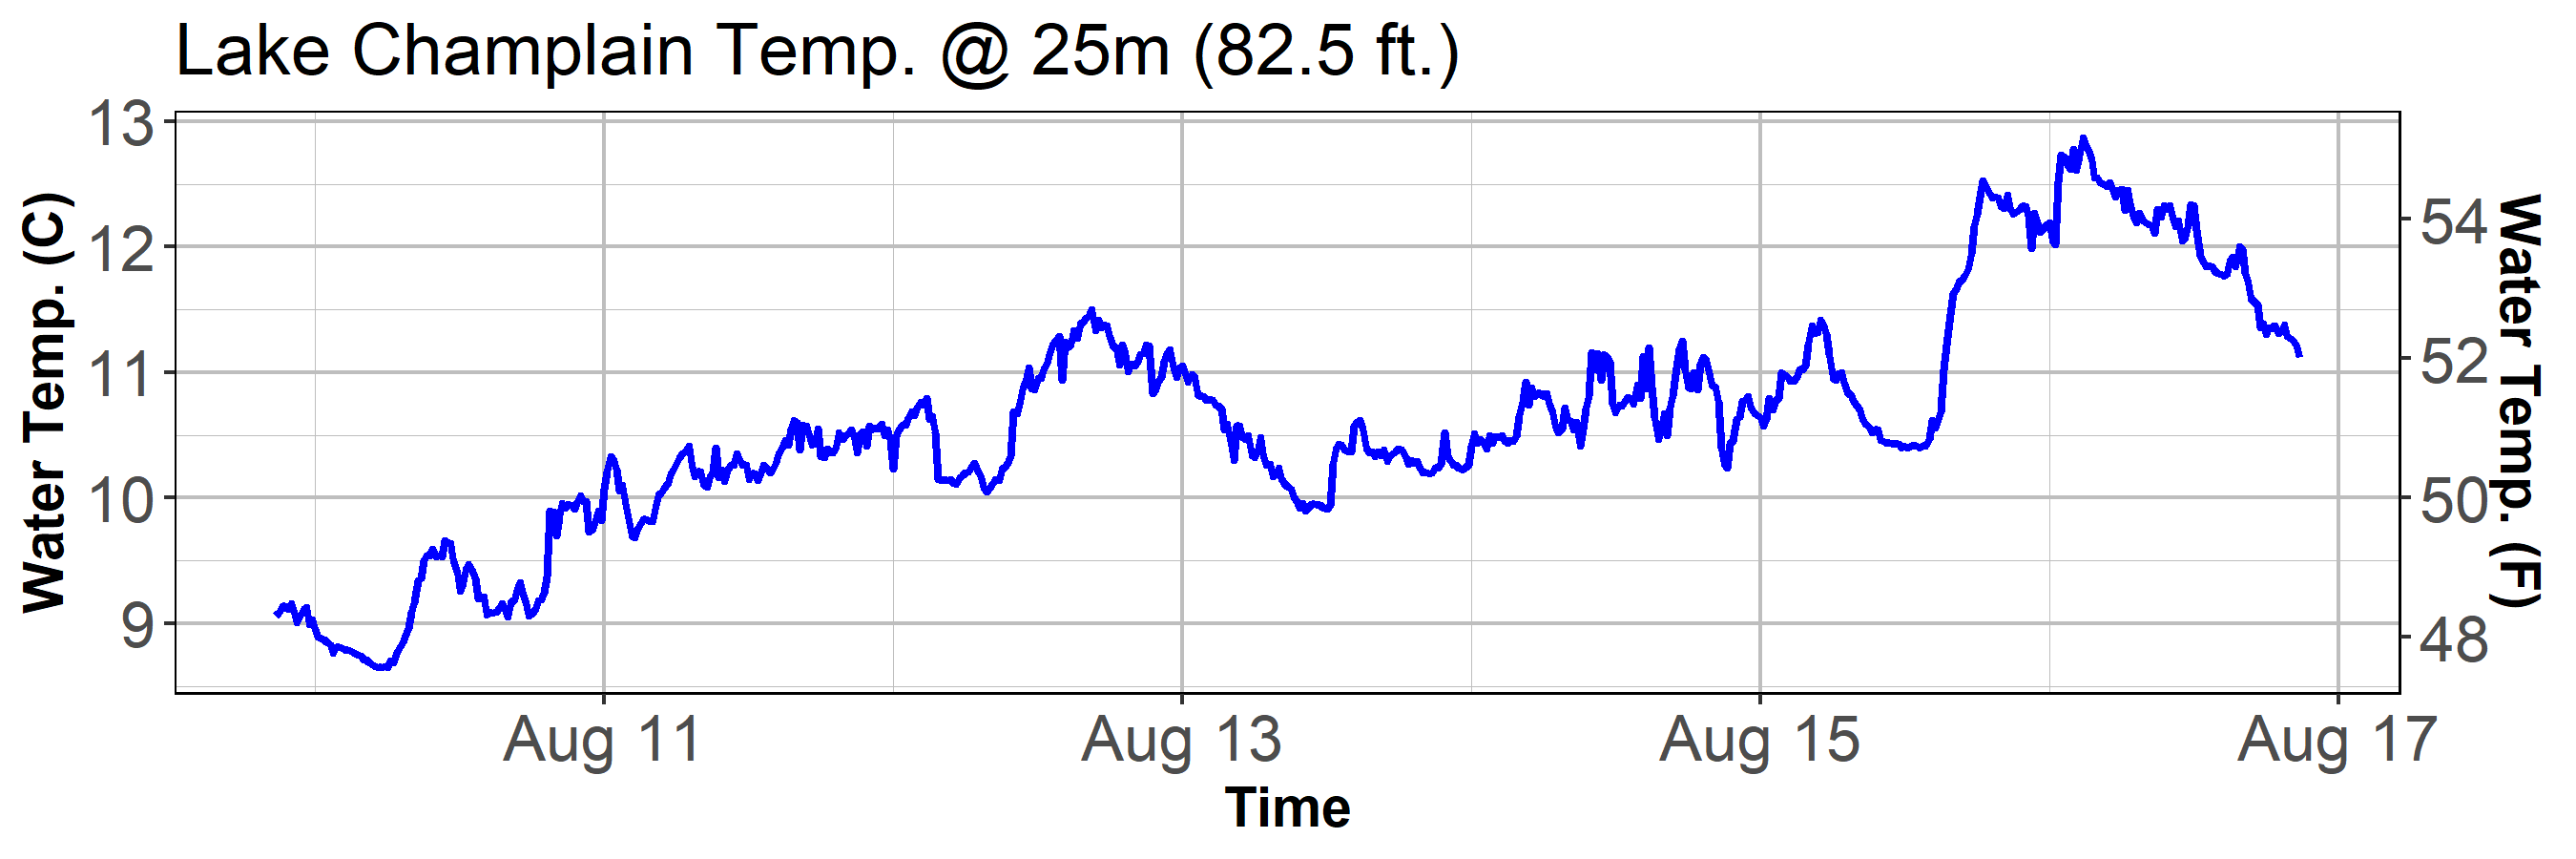 Lake Champlain Temp. @ 25m (82.5 ft.)
Water Temp. (C)
13
12
11
10
9
54
52
50
48
Water Temp. (F)
Aug 11 Aug 13 Aug 15 Aug 17
Time